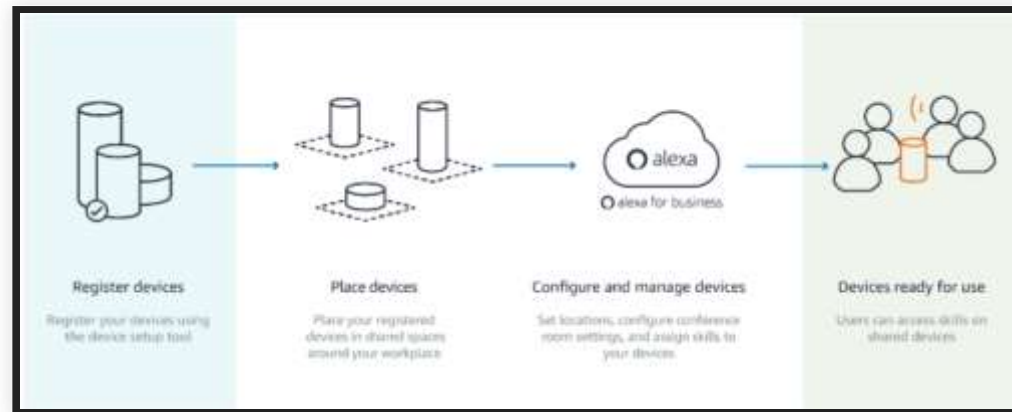 alexa
alexa for business
Register devices
Register your devices using
the device setup tool
Place devices
Place your registered
devices in shared spaces
around your workplace
Configure and manage devices
Set locations, configure conference
room settings, and assign skills to
your devices
Devices ready for use
Users can access skills on
shared devices